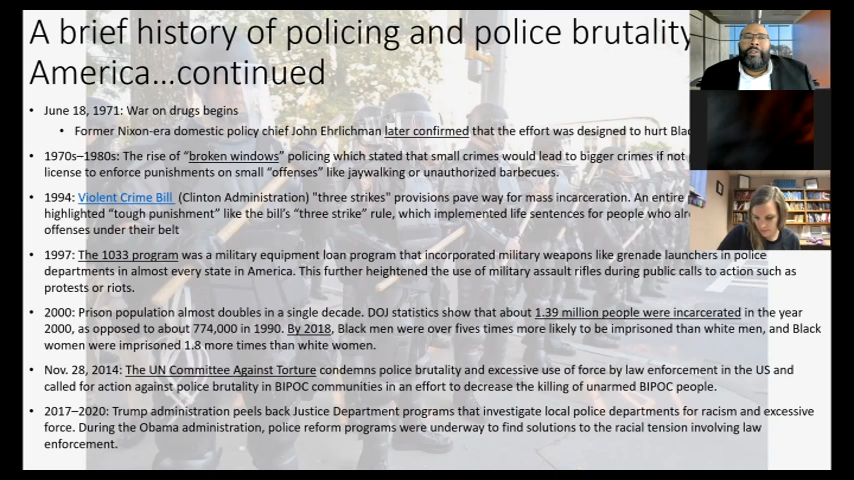 A brief history of policing and police brutality
America...continued
• June 18, 1971: War on drugs begins
• Former Nixon-era domestic policy chief John Ehrlichman later confirmed that the effort was designed to hurt
• 1970s–1980s: The rise of “broken windows” policing which stated that small crimes would lead to bigger crimes if not
license to enforce punishments on small “offenses” like jaywalking or unauthorized barbecues.
• 1994: Violent Crime Bill (Clinton Administration) "three strikes" provisions pave way for mass incarceration. An entire
highlighted “tough punishment” like the bill’s “three strike” rule, which implemented life sentences for people who
offenses under their belt
• 1997: The 1033 program was a military equipment loan program that incorporated military weapons like grenade launchers in police
departments in almost every state in America. This further heightened the use of military assault rifles during public calls to action such as
protests or riots.
• 2000: Prison population almost doubles in a single decade. DOJ statistics show that about 1.39 million people were incarcerated in the year
2000, as opposed to about 774,000 in 1990. By 2018, Black men were over fives times more likely to be imprisoned than white men, and Black
women were imprisoned 1.8 more times than white women.
• Nov. 28, 2014: The UN Committee Against Torture condemns police brutality and excessive use of force by law enforcement in the US and
called for action against police brutality in BIPOC communities in an effort to decrease the killing of unarmed BIPOC people.
• 2017–2020: Trump administration peels back Justice Department programs that investigate local police departments for racism and excessive
force. During the Obama administration, police reform programs were underway to find solutions to the racial tension involving law
enforcement.